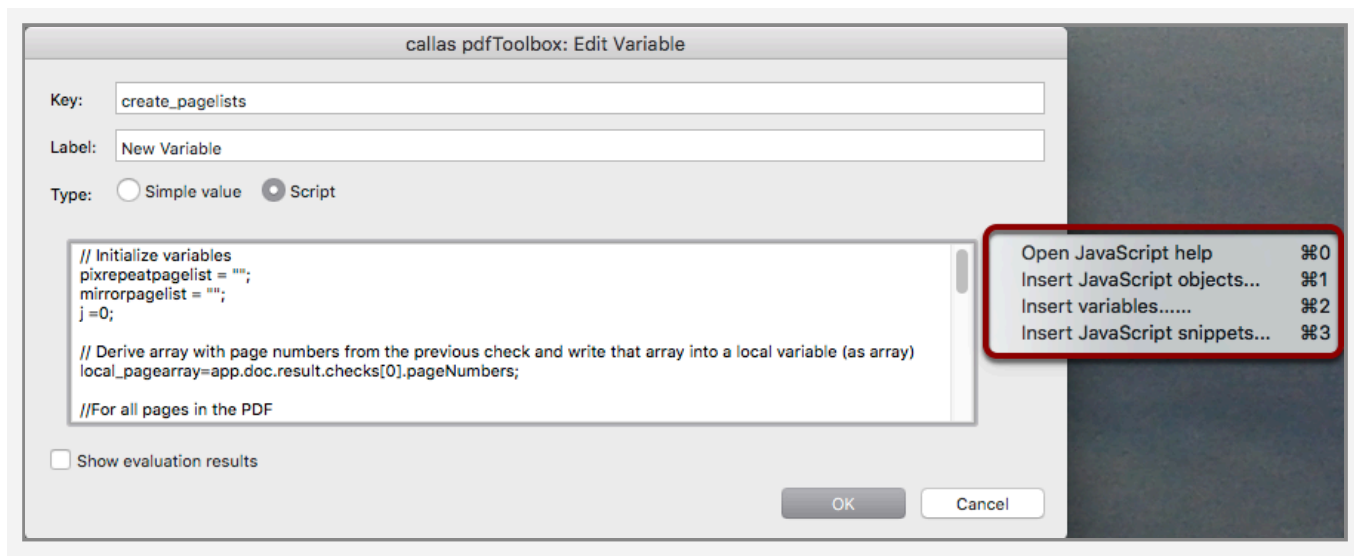 callas pdfToolbox: Edit Variable
Key: create_pagelists
Label: New Variable
Type: Simple value Script
// Initialize variables
pixrepeatpagelist = "";
mirrorpagelist = "";
j =0;
// Derive array with page numbers from the previous check and write that array into a local variable (as array)
local_pagearray=app.doc.result.checks[0].pageNumbers;
//For all pages in the PDF
Open JavaScript help ⌘0
Insert JavaScript objects... ⌘1
Insert variables...... ⌘2
Insert JavaScript snippets... ⌘3
Show evaluation results
OK Cancel